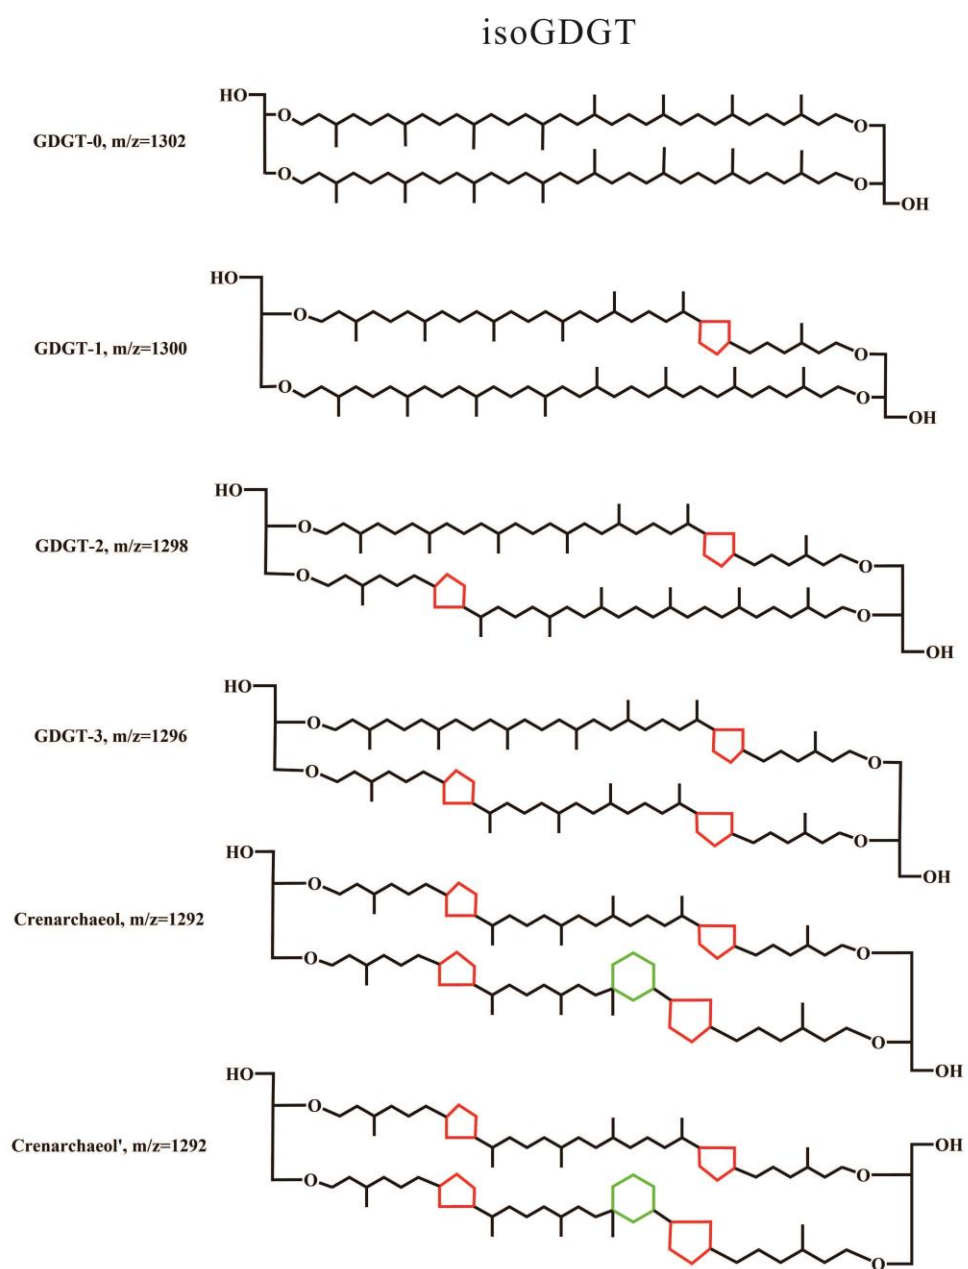 isoGDGT
HO
O
O
GDGT-0, m/z=1302
O
O
OH
HO
O
GDGT-1, m/z=1300
O
O
O
OH
HO
O
GDGT-2, m/z=1298
O
O
O
OH
HO
O
GDGT-3, m/z=1296
O
O
O
HO
OH
O
Crenarchaeol, m/z=1292
O
O
O
OH
HO
O
Crenarchaeol', m/z=1292
OH
O
O
O